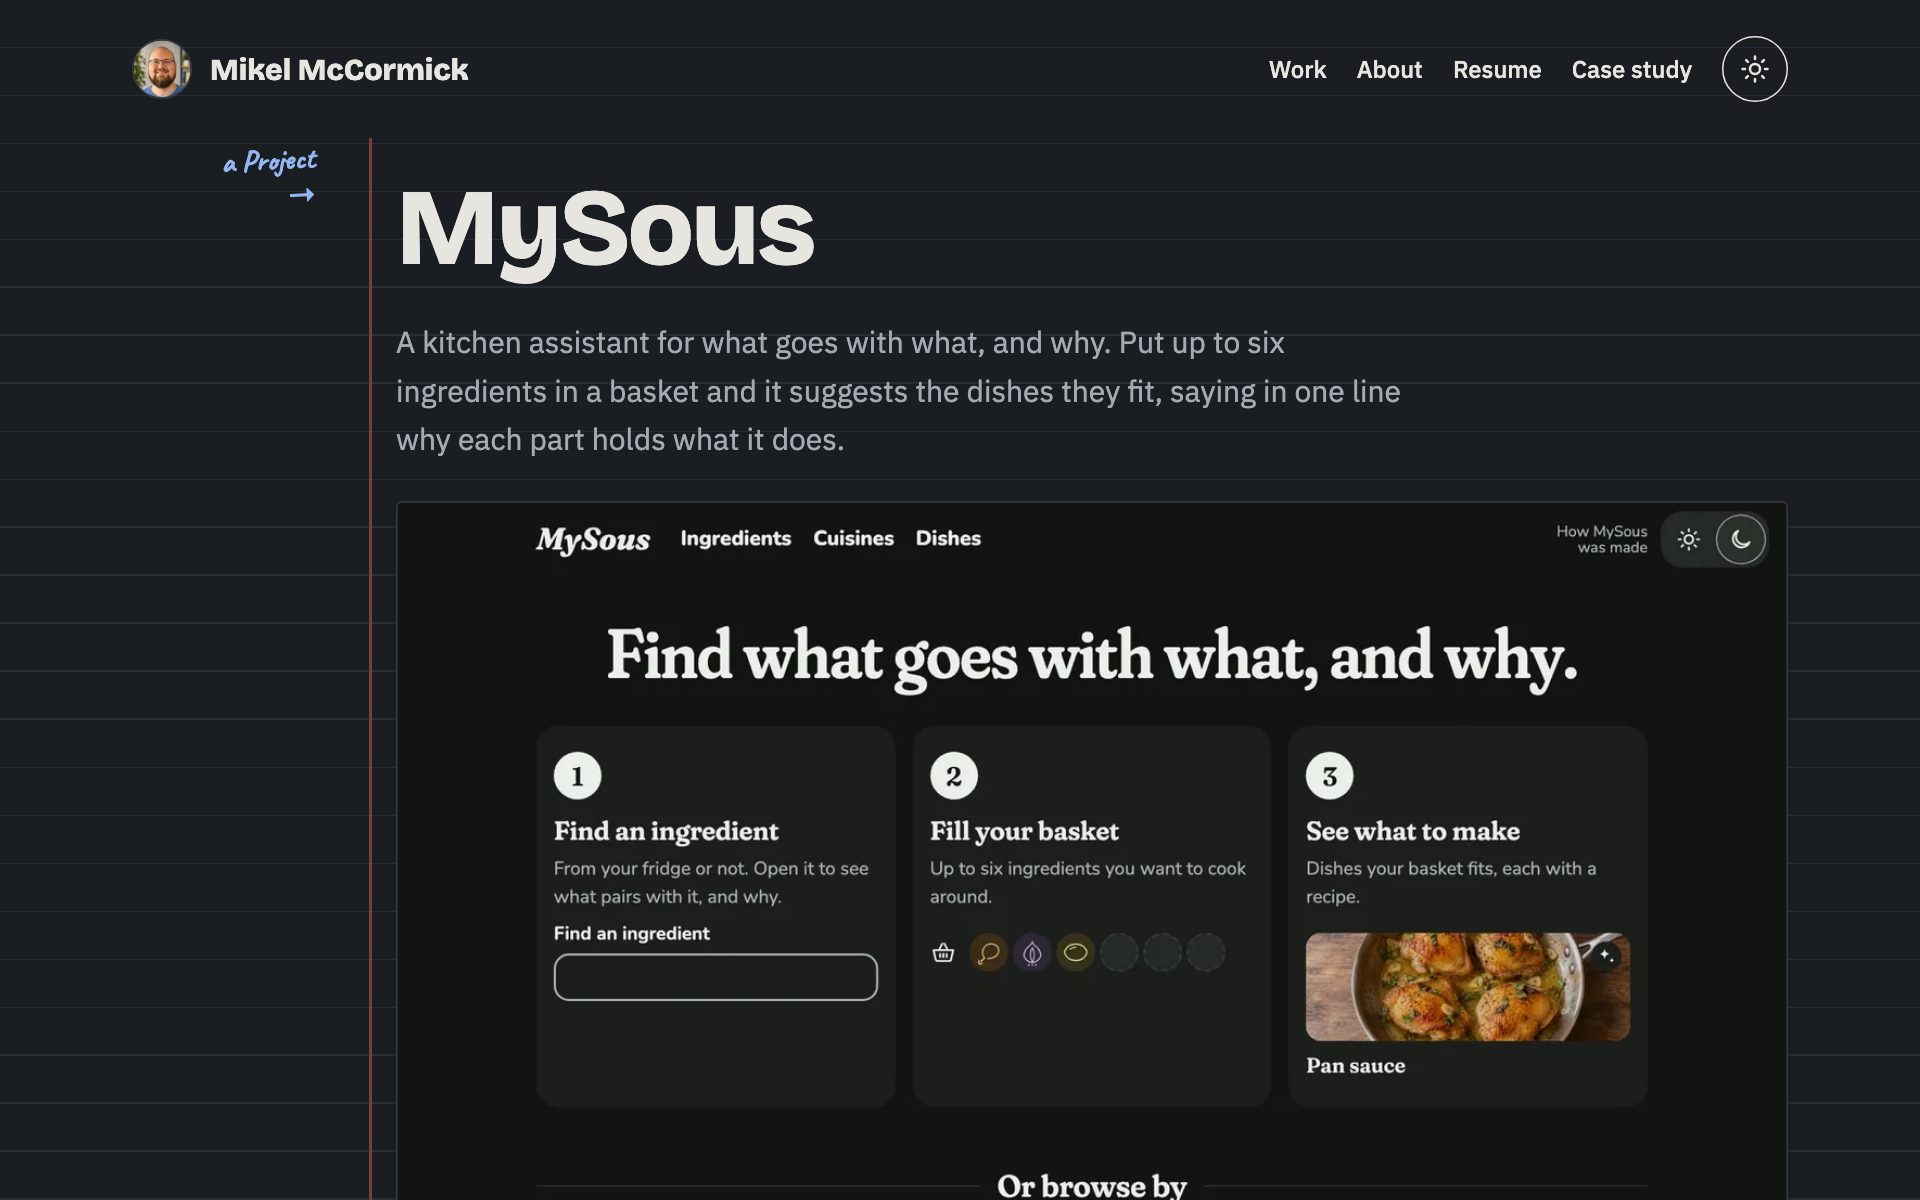 Mikel McCormick
Work About Resume Case study
a Project
→
MySous
A kitchen assistant for what goes with what, and why. Put up to six
ingredients in a basket and it suggests the dishes they fit, saying in one line
why each part holds what it does.
MySous Ingredients Cuisines Dishes
How MySous
was made
Find what goes with what, and why.
1
Find an ingredient
From your fridge or not. Open it to see
what pairs with it, and why.
Find an ingredient
2
Fill your basket
Up to six ingredients you want to cook
around.
3
See what to make
Dishes your basket fits, each with a
recipe.
Pan sauce
Or browse by